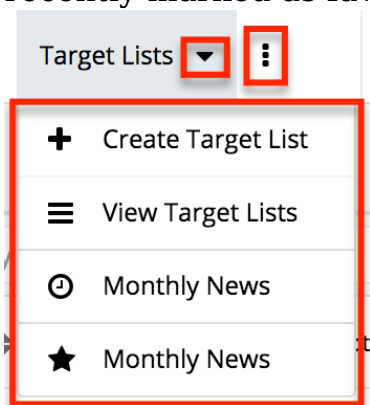 Target Lists
Create Target List
View Target Lists
Monthly News
Monthly News